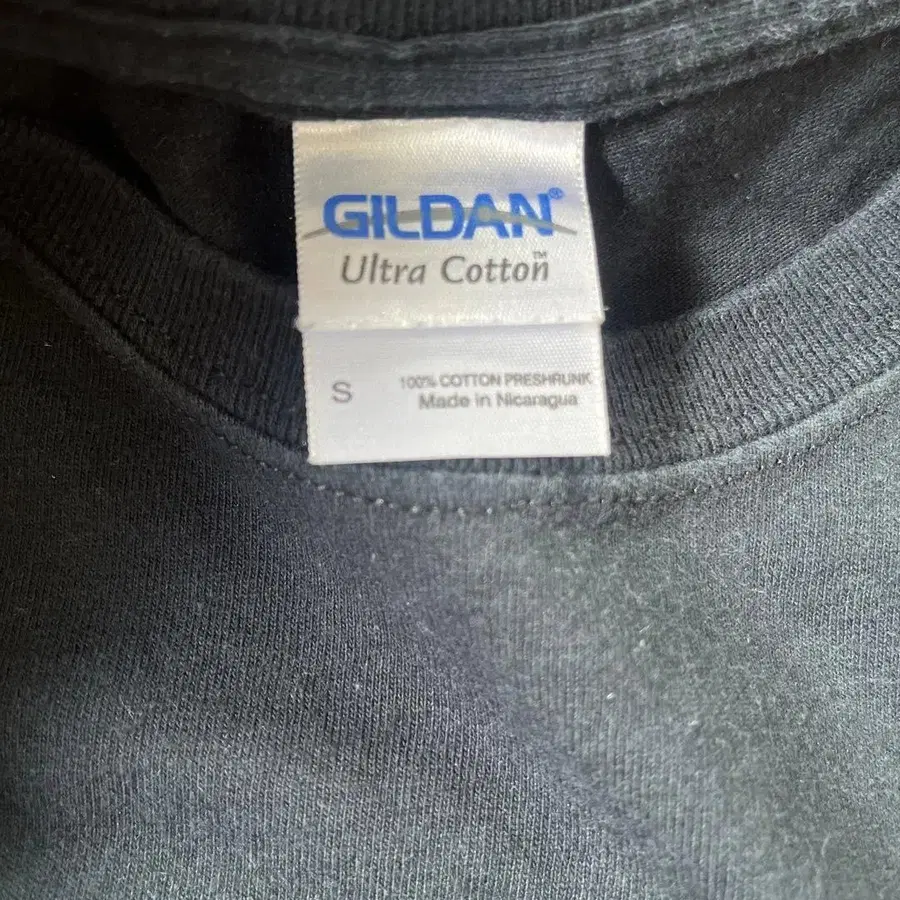 GILDAN®
Ultra Cotton™
S
100% COTTON PRESHRUNK
Made in Nicaragua